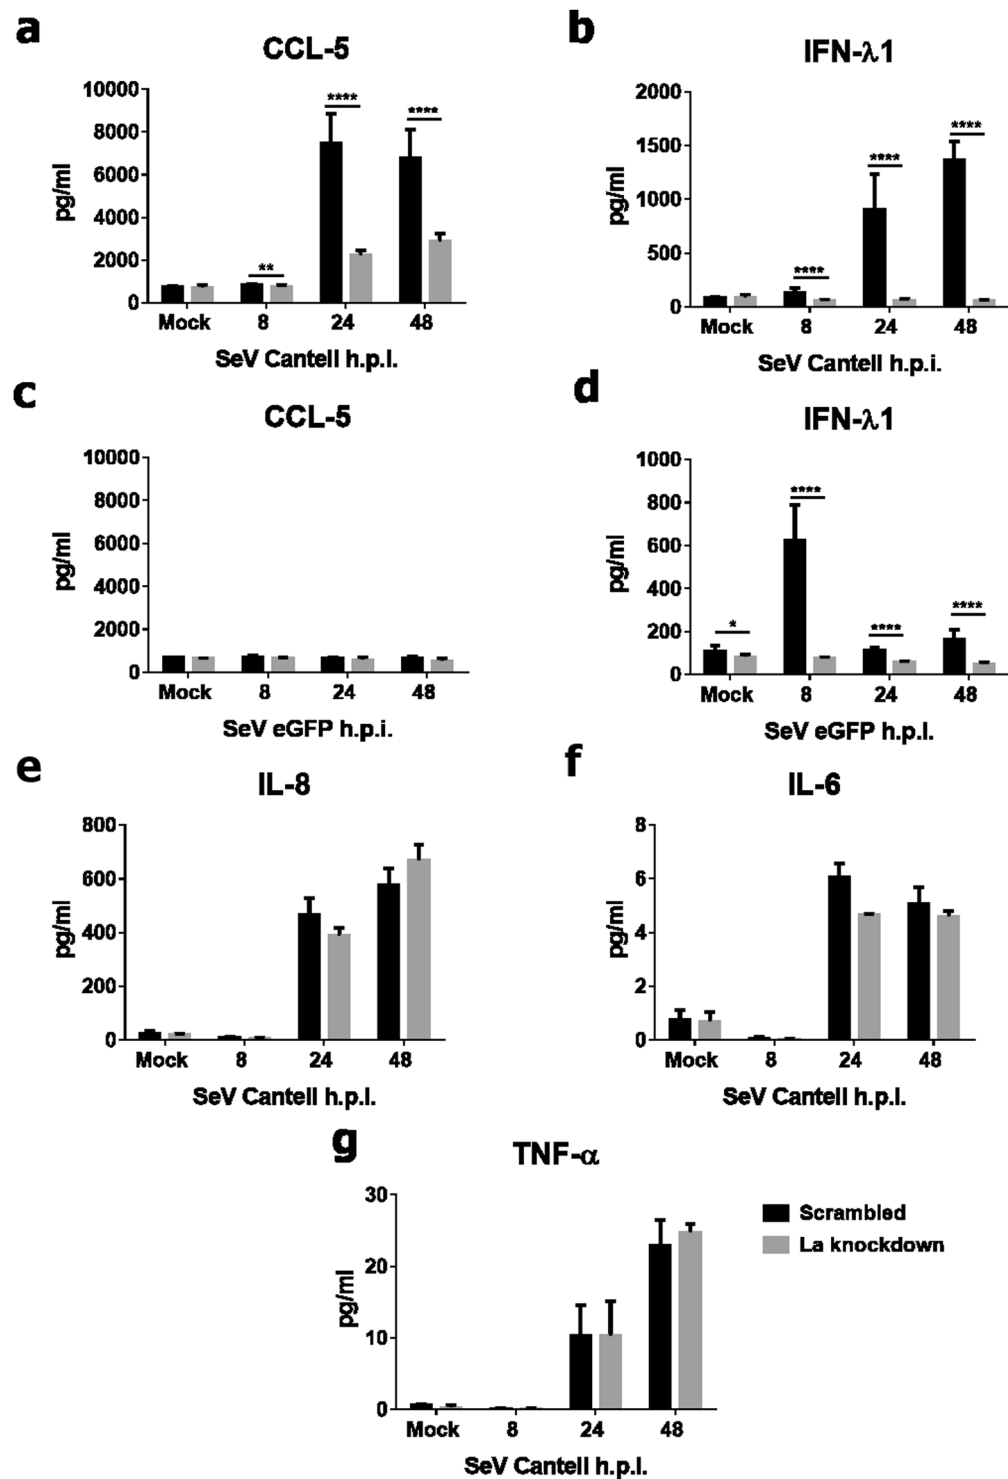 a
CCL-5
pg/ml
10000
8000
6000
4000
2000
0
**
****
****
Mock 8 24 48
SeV Cantell h.p.l.
b
IFN-λ1
pg/ml
2000
1500
1000
500
0
****
****
****
Mock 8 24 48
SeV Cantell h.p.i.
c
CCL-5
pg/ml
10000
8000
6000
4000
2000
0
Mock 8 24 48
SeV eGFP h.p.i.
d
IFN-λ1
pg/ml
1000
800
600
400
200
0
*
****
****
****
Mock 8 24 48
SeV eGFP h.p.l.
e
IL-8
pg/ml
800
600
400
200
0
Mock 8 24 48
SeV Cantell h.p.l.
f
IL-6
pg/ml
8
6
4
2
0
Mock 8 24 48
SeV Cantell h.p.l.
g
TNF-α
pg/ml
30
20
10
0
Mock 8 24 48
SeV Cantell h.p.l.
Scrambled
La knockdown